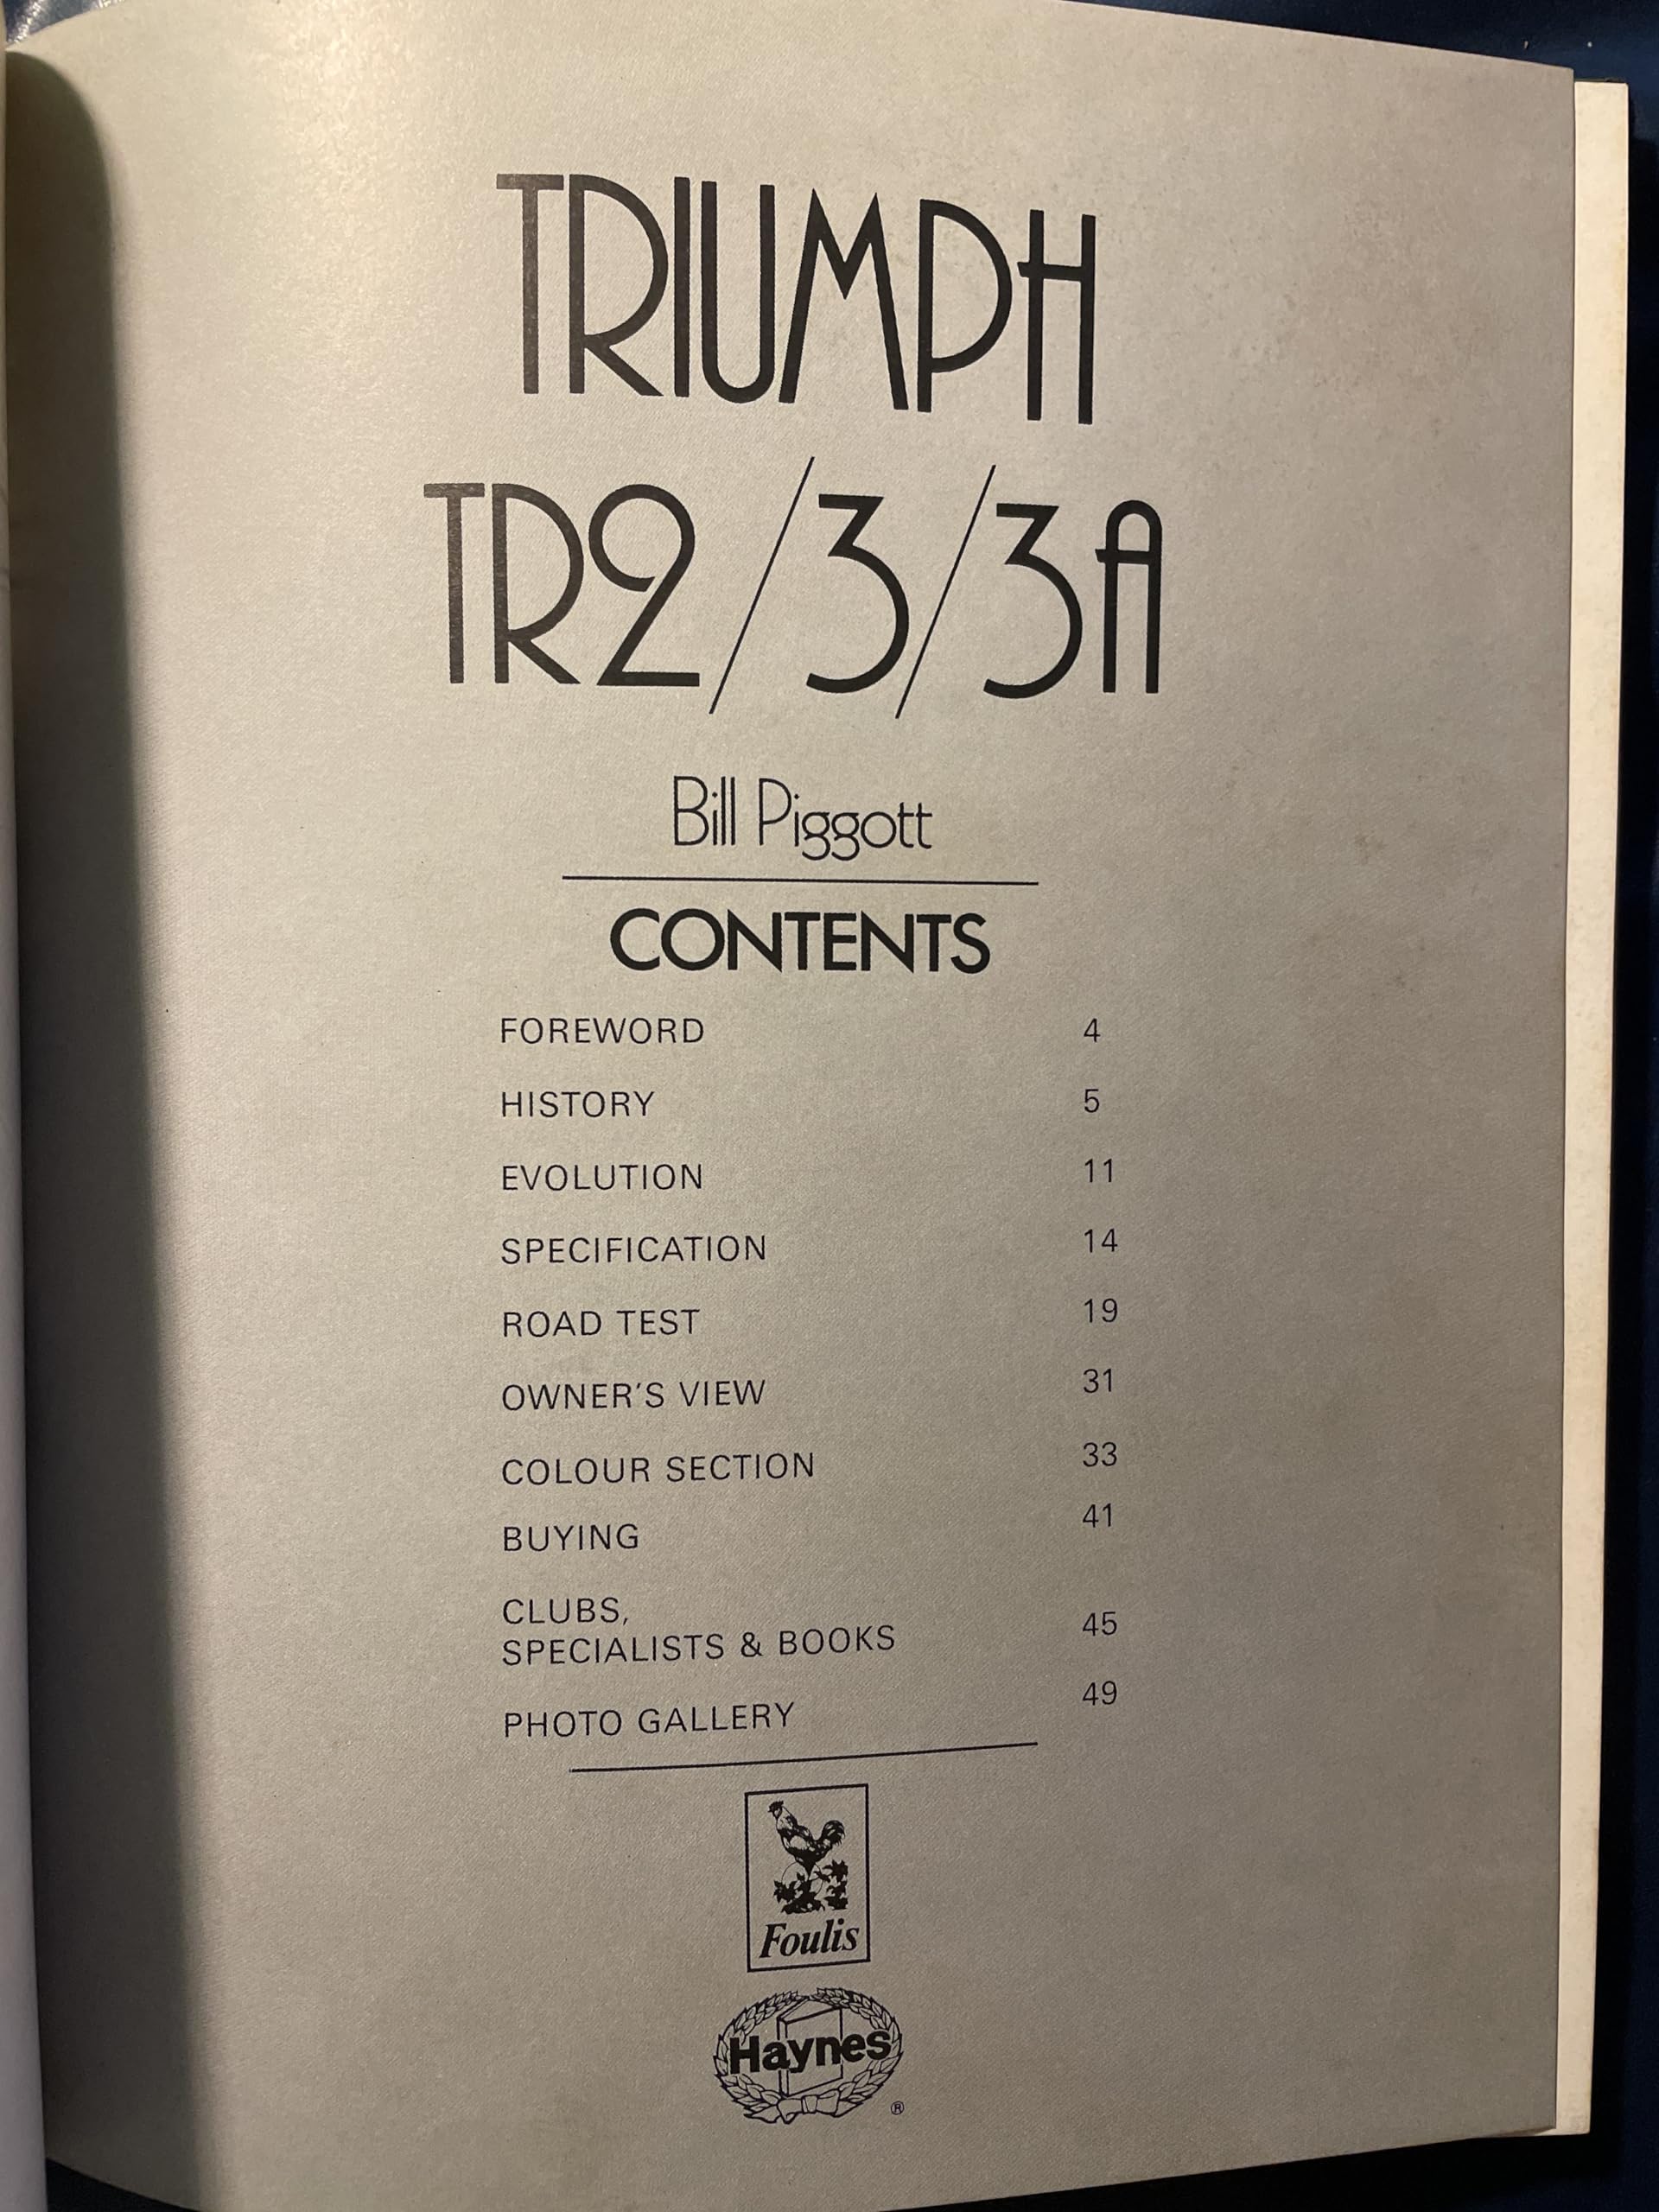 TRIUMPH
TR2/3/3A
Bill Piggott
CONTENTS
FOREWORD 4
HISTORY 5
EVOLUTION 11
SPECIFICATION 14
ROAD TEST 19
OWNER'S VIEW 31
COLOUR SECTION 33
BUYING 41
CLUBS,
SPECIALISTS & BOOKS 45
PHOTO GALLERY 49
Foulis
Haynes
®